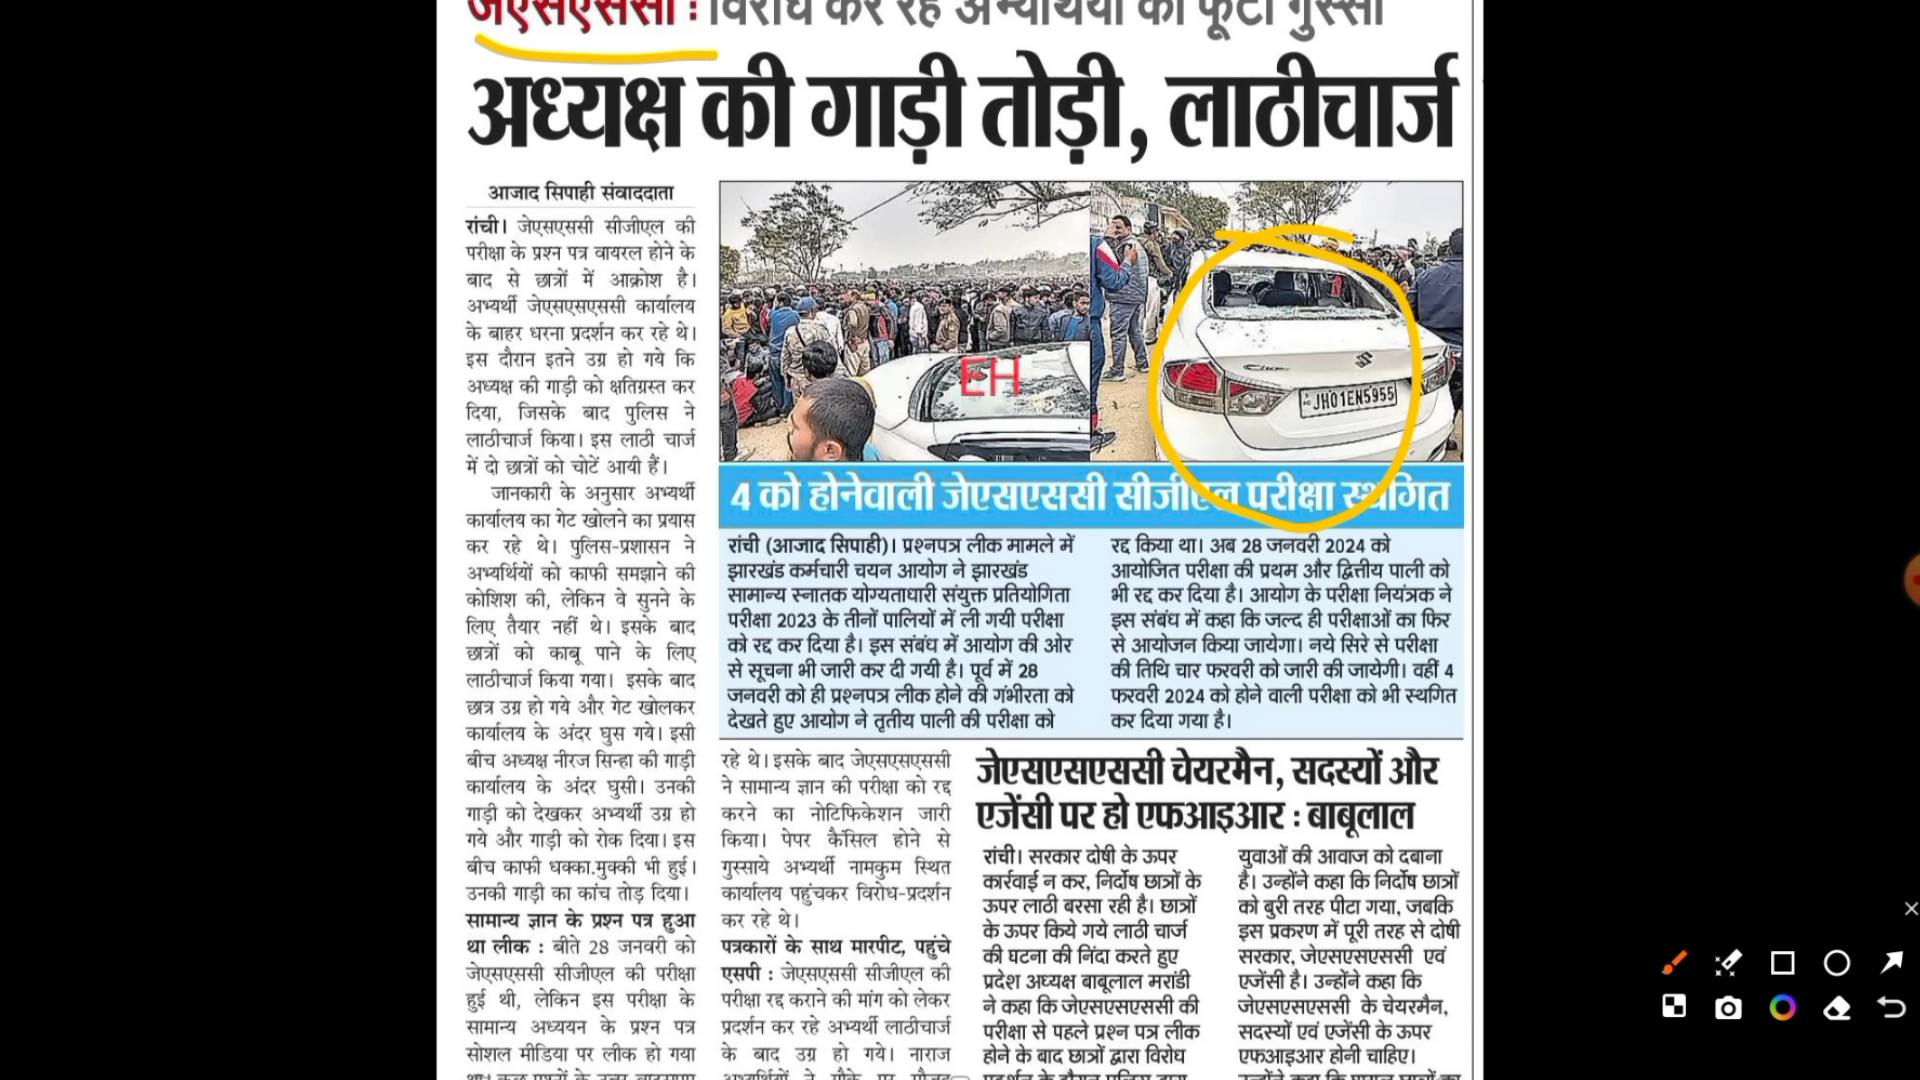 जेएसएससी : विरोध कर रहे अभ्यर्थियों का फूटा गुस्सा
अध्यक्ष की गाड़ी तोड़ी, लाठीचार्ज
आजाद सिपाही संवाददाता
रांची। जेएसएससी सीजीएल की
परीक्षा के प्रश्न पत्र वायरल होने के
बाद से छात्रों में आक्रोश है।
अभ्यर्थी जेएसएसएससी कार्यालय
के बाहर धरना प्रदर्शन कर रहे थे।
इस दौरान इतने उग्र हो गये कि
अध्यक्ष की गाड़ी को क्षतिग्रस्त कर
दिया, जिसके बाद पुलिस ने
लाठीचार्ज किया। इस लाठी चार्ज
में दो छात्रों को चोटें आयी हैं।
जानकारी के अनुसार अभ्यर्थी
कार्यालय का गेट खोलने का प्रयास
कर रहे थे। पुलिस-प्रशासन ने
अभ्यर्थियों को काफी समझाने की
कोशिश की, लेकिन वे सुनने के
लिए तैयार नहीं थे। इसके बाद
छात्रों को काबू पाने के लिए
लाठीचार्ज किया गया। इसके बाद
छात्र उग्र हो गये और गेट खोलकर
कार्यालय के अंदर घुस गये। इसी
बीच अध्यक्ष नीरज सिन्हा की गाड़ी
कार्यालय के अंदर घुसी। उनकी
गाड़ी को देखकर अभ्यर्थी उग्र हो
गये और गाड़ी को रोक दिया। इस
बीच काफी धक्का.मुक्की भी हुई।
उनकी गाड़ी का कांच तोड़ दिया।
सामान्य ज्ञान के प्रश्न पत्र हुआ
था लीक : बीते 28 जनवरी को
जेएसएससी सीजीएल की परीक्षा
हुई थी, लेकिन इस परीक्षा के
सामान्य अध्ययन के प्रश्न पत्र
सोशल मीडिया पर लीक हो गया
EH
JH01EN5955
4 को होनेवाली जेएसएससी सीजीएल परीक्षा स्थगित
रांची (आजाद सिपाही)। प्रश्नपत्र लीक मामले में
झारखंड कर्मचारी चयन आयोग ने झारखंड
सामान्य स्नातक योग्यताधारी संयुक्त प्रतियोगिता
परीक्षा 2023 के तीनों पालियों में ली गयी परीक्षा
को रद्द कर दिया है। इस संबंध में आयोग की ओर
से सूचना भी जारी कर दी गयी है। पूर्व में 28
जनवरी को ही प्रश्नपत्र लीक होने की गंभीरता को
देखते हुए आयोग ने तृतीय पाली की परीक्षा को
रद्द किया था। अब 28 जनवरी 2024 को
आयोजित परीक्षा की प्रथम और द्वितीय पाली को
भी रद्द कर दिया है। आयोग के परीक्षा नियंत्रक ने
इस संबंध में कहा कि जल्द ही परीक्षाओं का फिर
से आयोजन किया जायेगा। नये सिरे से परीक्षा
की तिथि चार फरवरी को जारी की जायेगी। वहीं 4
फरवरी 2024 को होने वाली परीक्षा को भी स्थगित
कर दिया गया है।
रहे थे। इसके बाद जेएसएसएससी
ने सामान्य ज्ञान की परीक्षा को रद्द
करने का नोटिफिकेशन जारी
किया। पेपर कैंसिल होने से
गुस्साये अभ्यर्थी नामकुम स्थित
कार्यालय पहुंचकर विरोध-प्रदर्शन
कर रहे थे।
पत्रकारों के साथ मारपीट, पहुंचे
एसपी : जेएसएससी सीजीएल की
परीक्षा रद्द कराने की मांग को लेकर
प्रदर्शन कर रहे अभ्यर्थी लाठीचार्ज
के बाद उग्र हो गये। नाराज
जेएसएसएससी चेयरमैन, सदस्यों और
एजेंसी पर हो एफआइआर : बाबूलाल
रांची। सरकार दोषी के ऊपर
कार्रवाई न कर, निर्दोष छात्रों के
ऊपर लाठी बरसा रही है। छात्रों
के ऊपर किये गये लाठी चार्ज
की घटना की निंदा करते हुए
प्रदेश अध्यक्ष बाबूलाल मरांडी
ने कहा कि जेएसएसएससी की
परीक्षा से पहले प्रश्न पत्र लीक
होने के बाद छात्रों द्वारा विरोध
युवाओं की आवाज को दबाना
है। उन्होंने कहा कि निर्दोष छात्रों
को बुरी तरह पीटा गया, जबकि
इस प्रकरण में पूरी तरह से दोषी
सरकार, जेएसएसएससी एवं
एजेंसी है। उन्होंने कहा कि
जेएसएसएससी के चेयरमैन,
सदस्यों एवं एजेंसी के ऊपर
एफआइआर होनी चाहिए।